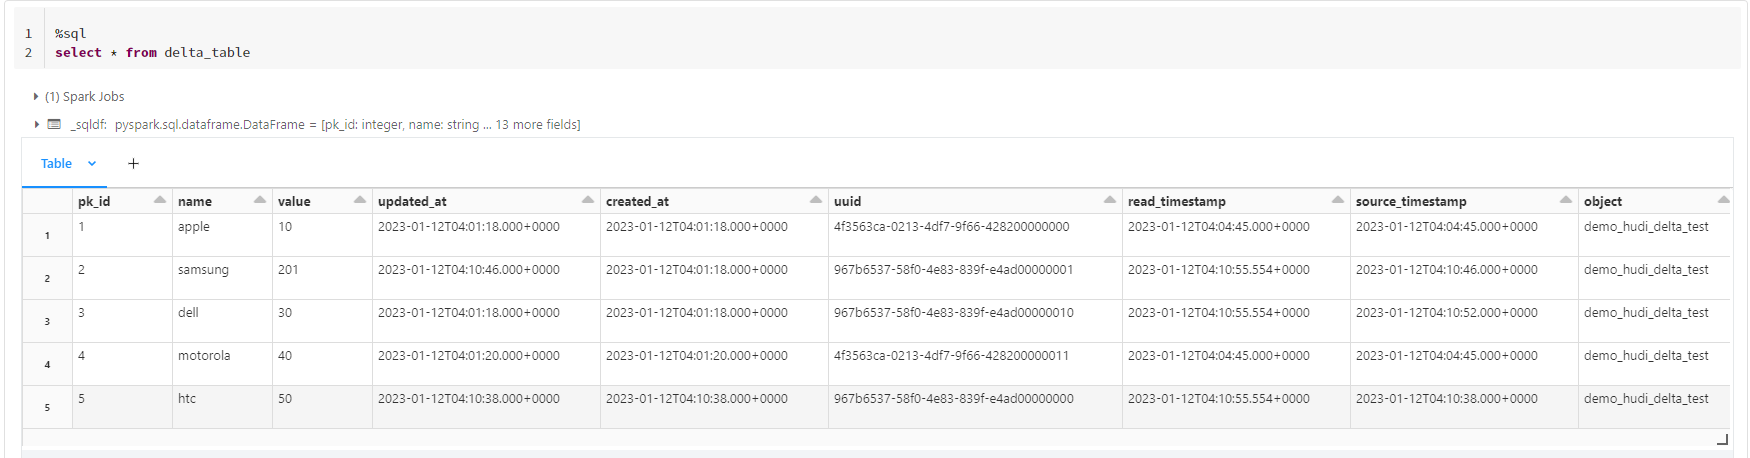 1 %sql
2 select * from delta_table
(1) Spark Jobs
_sqldf: pyspark.sql.dataframe.DataFrame = [pk_id: integer, name: string ... 13 more fields]
Table +
pk_id name value updated_at created_at uuid read_timestamp source_timestamp object
1 1 apple 10 2023-01-12T04:01:18.000+0000 2023-01-12T04:01:18.000+0000 4f3563ca-0213-4df7-9f66-428200000000 2023-01-12T04:04:45.000+0000 2023-01-12T04:04:45.000+0000 demo_hudi_delta_test
2 2 samsung 201 2023-01-12T04:10:46.000+0000 2023-01-12T04:01:18.000+0000 967b6537-58f0-4e83-839f-e4ad00000001 2023-01-12T04:10:55.554+0000 2023-01-12T04:10:46.000+0000 demo_hudi_delta_test
3 3 dell 30 2023-01-12T04:01:18.000+0000 2023-01-12T04:01:18.000+0000 967b6537-58f0-4e83-839f-e4ad00000010 2023-01-12T04:10:55.554+0000 2023-01-12T04:10:52.000+0000 demo_hudi_delta_test
4 4 motorola 40 2023-01-12T04:01:20.000+0000 2023-01-12T04:01:20.000+0000 4f3563ca-0213-4df7-9f66-428200000011 2023-01-12T04:04:45.000+0000 2023-01-12T04:04:45.000+0000 demo_hudi_delta_test
5 5 htc 50 2023-01-12T04:10:38.000+0000 2023-01-12T04:10:38.000+0000 967b6537-58f0-4e83-839f-e4ad00000000 2023-01-12T04:10:55.554+0000 2023-01-12T04:10:38.000+0000 demo_hudi_delta_test